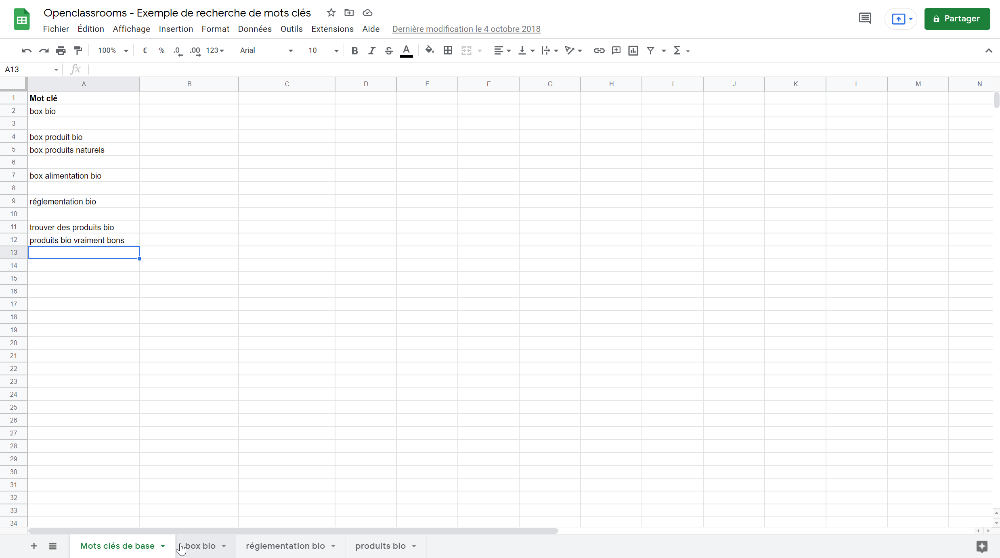 Openclassrooms - Exemple de recherche de mots clés
Fichier Édition Affichage Insertion Format Données Outils Extensions Aide Dernière modification le 4 octobre 2018
Partager
100% € % .0 .00 123 Arial 10 B I S A Σ
A13 fx
A B C D E F G H I J K L M N
1 Mot clé
2 box bio
3
4 box produit bio
5 box produits naturels
6
7 box alimentation bio
8
9 réglementation bio
10
11 trouver des produits bio
12 produits bio vraiment bons
13
14
15
16
17
18
19
20
21
22
23
24
25
26
27
28
29
30
31
32
33
34
+ Mots clés de base box bio réglementation bio produits bio